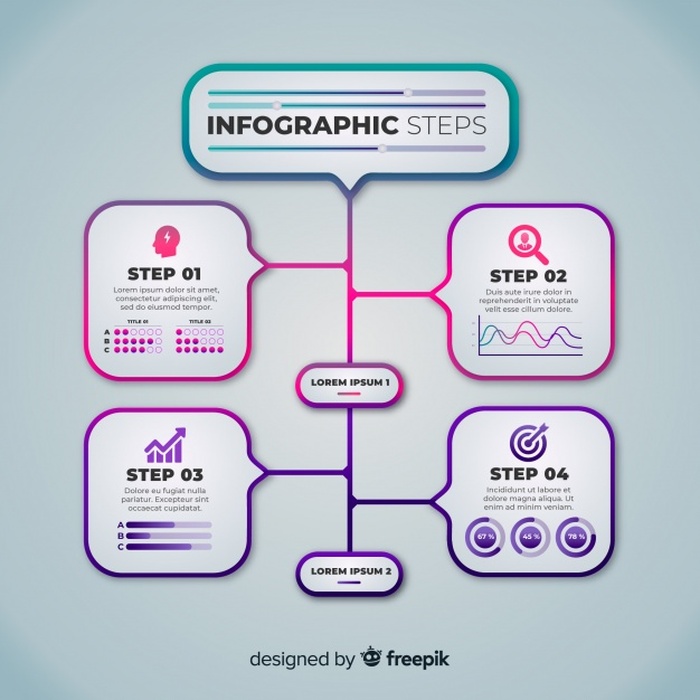 INFOGRAPHIC STEPS
STEP 01
Lorem ipsum dolor sit amet,
consectetur adipiscing elit,
sed do eiusmod tempor.
TITLE 01 TITLE 02
A
B
C
STEP 02
Duis aute irure dolor in
reprehenderit in voluptate
velit esse cillum dolore.
LOREM IPSUM 1
STEP 03
Dolore eu fugiat nulla
pariatur. Excepteur sint
occaecat cupidatat.
A
B
C
STEP 04
Incididunt ut labore et
dolore magna aliqua. Ut
enim ad minim veniam.
67 % 45 % 78 %
LOREM IPSUM 2
designed by freepik